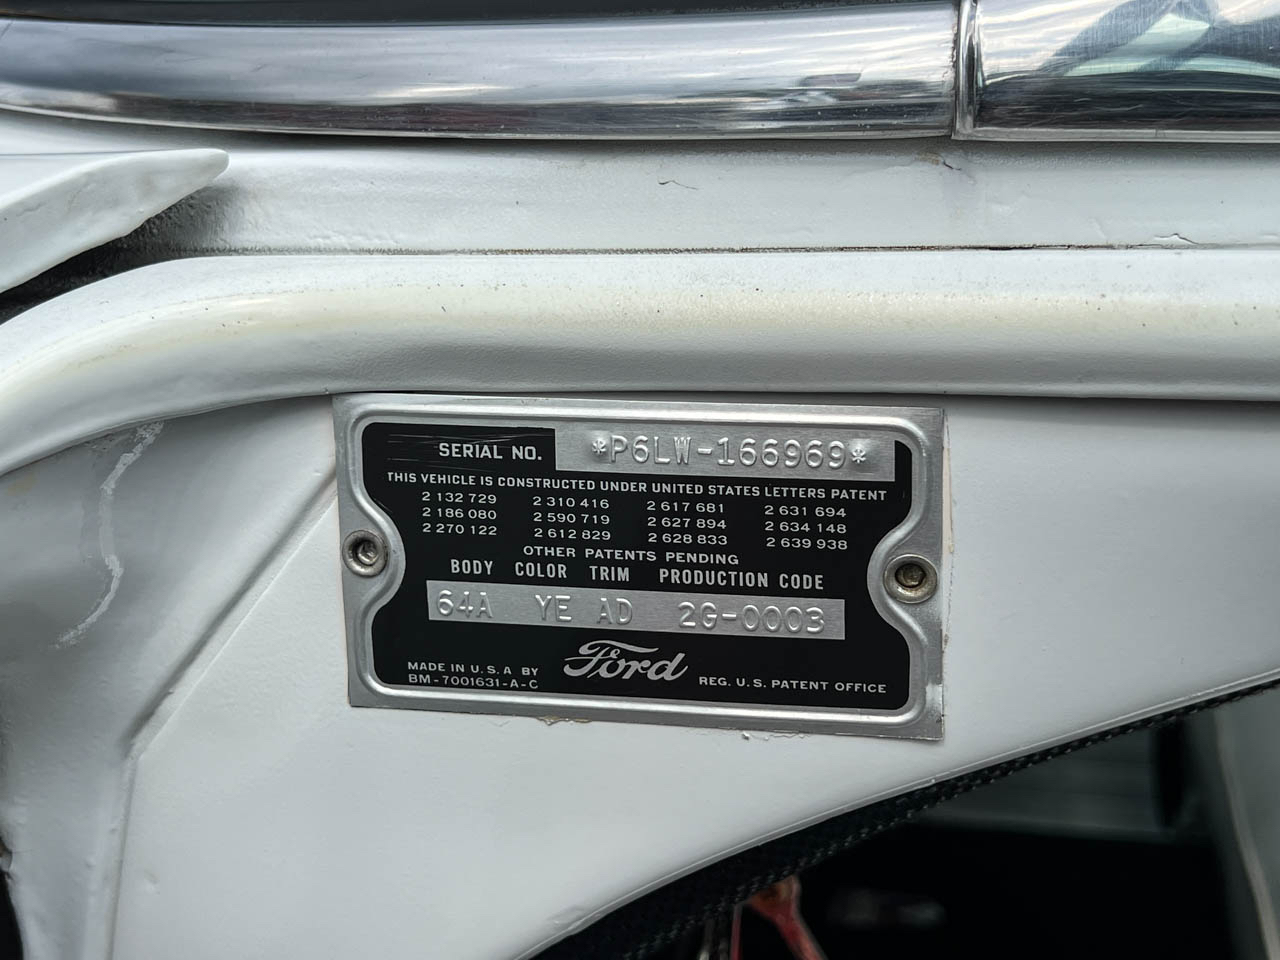 SERIAL NO. *P6LW-166969*
THIS VEHICLE IS CONSTRUCTED UNDER UNITED STATES LETTERS PATENT
2 132 729 2 310 416 2 617 681 2 631 694
2 186 080 2 590 719 2 627 894 2 634 148
2 270 122 2 612 829 2 628 833 2 639 938
OTHER PATENTS PENDING
BODY COLOR TRIM PRODUCTION CODE
64A YE AD 2G-0003
MADE IN U.S.A BY Ford REG. U.S. PATENT OFFICE
BM-7001631-A-C